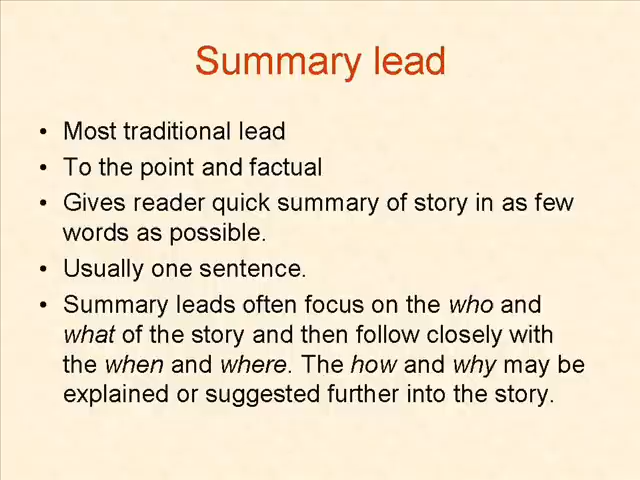 Summary lead
• Most traditional lead
• To the point and factual
• Gives reader quick summary of story in as few
words as possible.
• Usually one sentence.
• Summary leads often focus on the who and
what of the story and then follow closely with
the when and where. The how and why may be
explained or suggested further into the story.